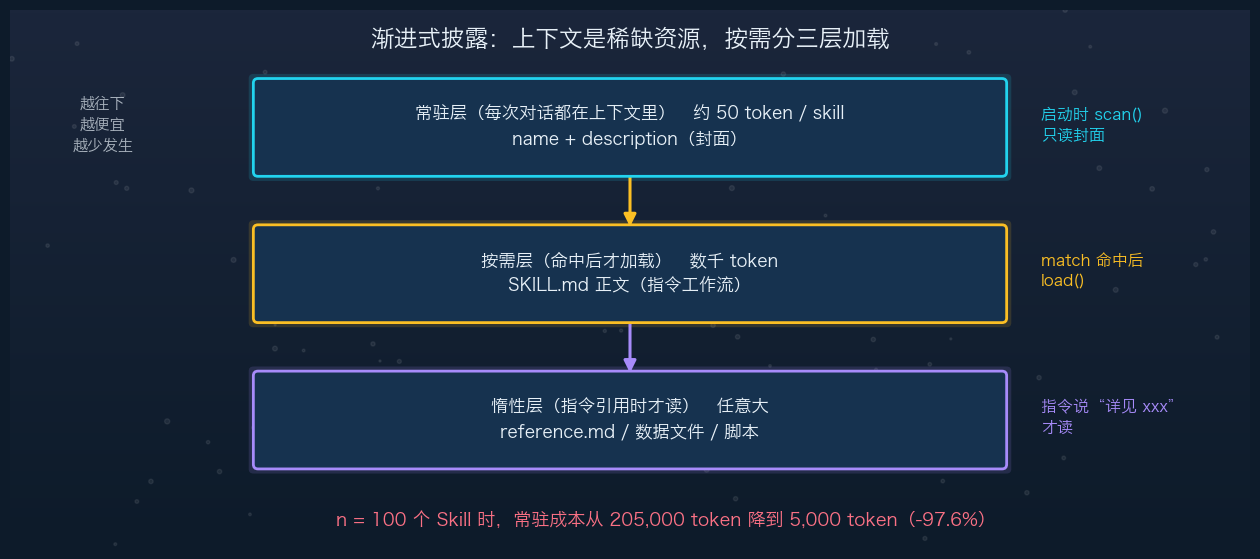 渐进式披露：上下文是稀缺资源，按需分三层加载
越往下
越便宜
越少发生
常驻层（每次对话都在上下文里） 约 50 token / skill
name + description（封面）
启动时 scan()
只读封面
按需层（命中后才加载） 数千 token
SKILL.md 正文（指令工作流）
match 命中后
load()
惰性层（指令引用时才读） 任意大
reference.md / 数据文件 / 脚本
指令说“详见 xxx”
才读
n = 100 个 Skill 时，常驻成本从 205,000 token 降到 5,000 token（-97.6%）